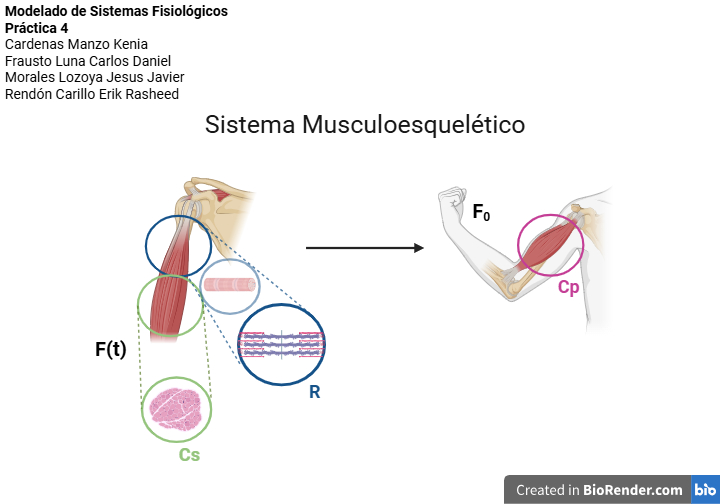 Modelado de Sistemas Fisiológicos
Práctica 4
Cardenas Manzo Kenia
Frausto Luna Carlos Daniel
Morales Lozoya Jesus Javier
Rendón Carillo Erik Rasheed
Sistema Musculoesquelético
F₀
Cp
F(t)
R
Cs
Created in BioRender.com bio